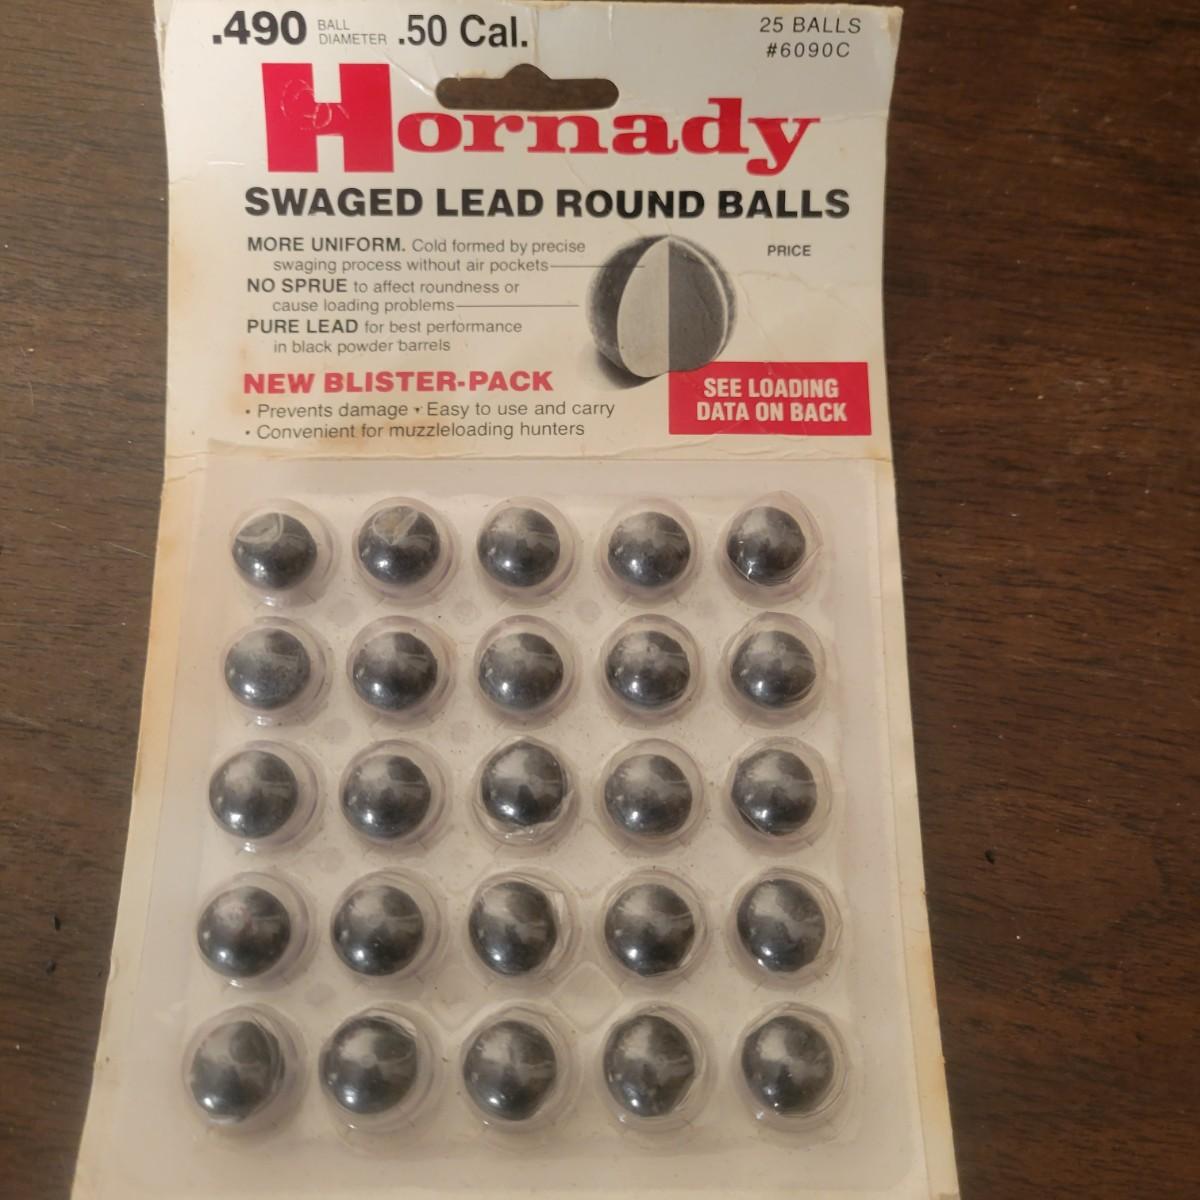 .490 BALL DIAMETER .50 Cal.
25 BALLS
#6090C
Hornady
SWAGED LEAD ROUND BALLS
MORE UNIFORM. Cold formed by precise
swaging process without air pockets
NO SPRUE to affect roundness or
cause loading problems
PURE LEAD for best performance
in black powder barrels
PRICE
NEW BLISTER-PACK
• Prevents damage • Easy to use and carry
• Convenient for muzzleloading hunters
SEE LOADING
DATA ON BACK